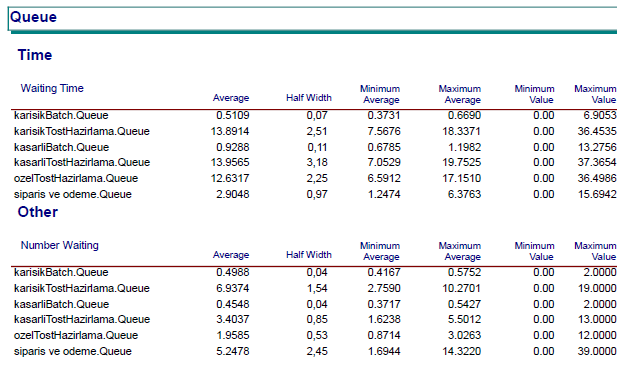 Queue
Time
Waiting Time Average Half Width Minimum Average Maximum Average Minimum Value Maximum Value
karisikBatch.Queue 0.5109 0,07 0.3731 0.6690 0.00 6.9053
karisikTostHazirlama.Queue 13.8914 2,51 7.5676 18.3371 0.00 36.4535
kasarliBatch.Queue 0.9288 0,11 0.6785 1.1982 0.00 13.2756
kasarliTostHazirlama.Queue 13.9565 3,18 7.0529 19.7525 0.00 37.3654
ozelTostHazirlama.Queue 12.6317 2,25 6.5912 17.1510 0.00 36.4986
siparis ve odeme.Queue 2.9048 0,97 1.2474 6.3763 0.00 15.6942
Other
Number Waiting Average Half Width Minimum Average Maximum Average Minimum Value Maximum Value
karisikBatch.Queue 0.4988 0,04 0.4167 0.5752 0.00 2.0000
karisikTostHazirlama.Queue 6.9374 1,54 2.7590 10.2701 0.00 19.0000
kasarliBatch.Queue 0.4548 0,04 0.3717 0.5427 0.00 2.0000
kasarliTostHazirlama.Queue 3.4037 0,85 1.6238 5.5012 0.00 13.0000
ozelTostHazirlama.Queue 1.9585 0,53 0.8714 3.0263 0.00 12.0000
siparis ve odeme.Queue 5.2478 2,45 1.6944 14.3220 0.00 39.0000